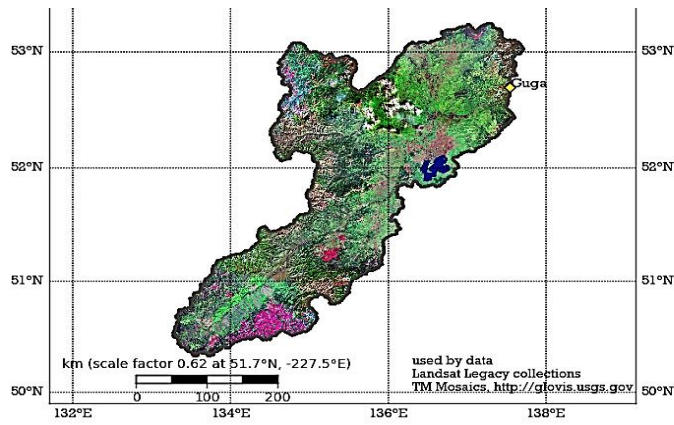 53°N 53°N
Guga
52°N 52°N
51°N 51°N
km (scale factor 0.62 at 51.7°N, -227.5°E)
0 100 200
used by data
Landsat Legacy collections
TM Mosaics, http://glovis.usgs.gov
50°N 50°N
132°E 134°E 136°E 138°E